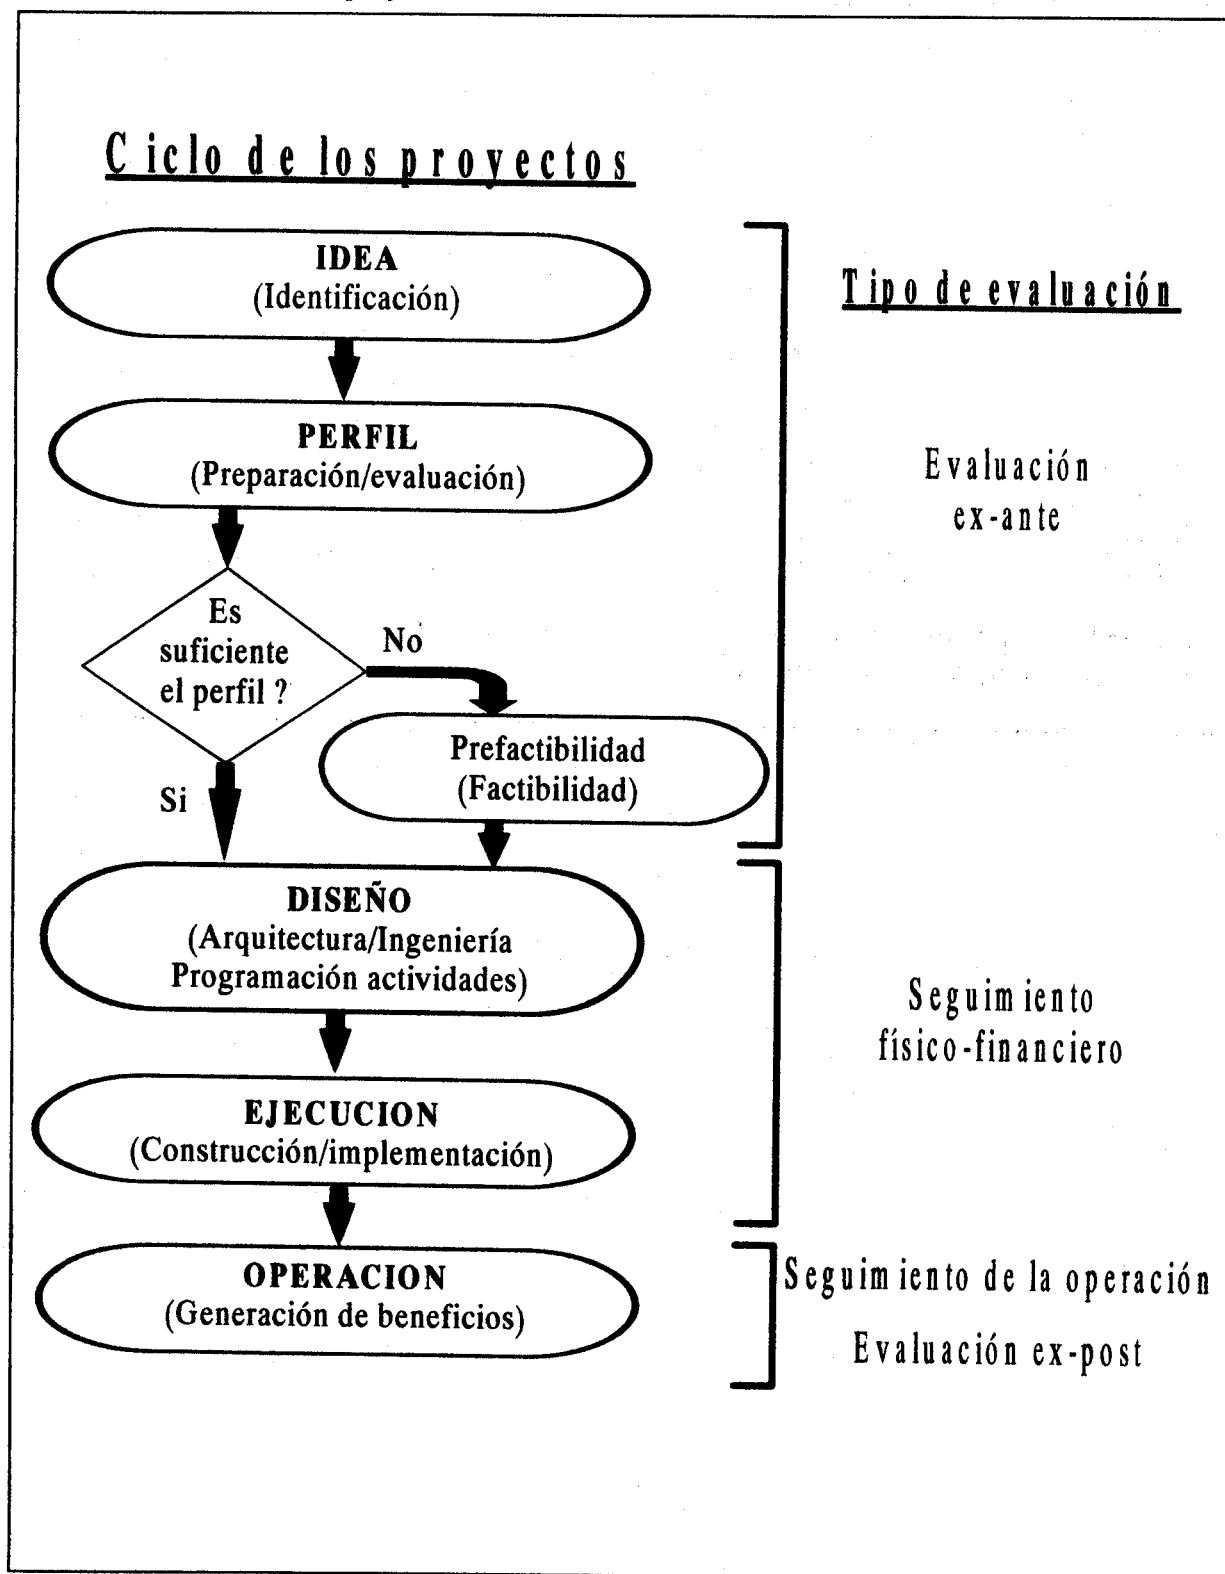 Ciclo de los proyectos
IDEA
(Identificación)
Tipo de evaluación
PERFIL
(Preparación/evaluación)
Evaluación
ex-ante
Es
suficiente
el perfil ?
No
Prefactibilidad
(Factibilidad)
Si
DISEÑO
(Arquitectura/Ingeniería
Programación actividades)
Seguimiento
físico-financiero
EJECUCION
(Construcción/implementación)
OPERACION
(Generación de beneficios)
Seguimiento de la operación
Evaluación ex-post